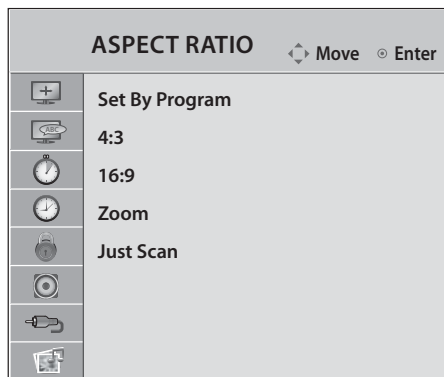 ASPECT RATIO Move Enter
Set By Program
ABC
4:3
16:9
Zoom
Just Scan